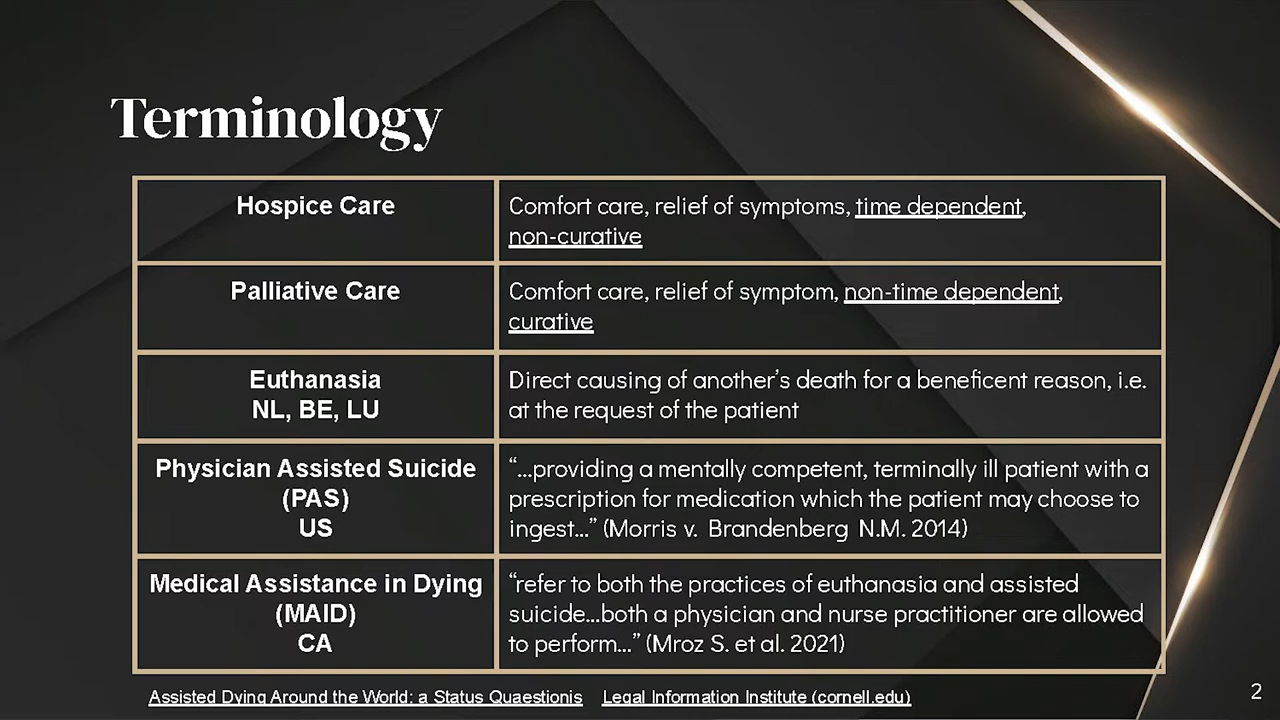 Terminology
Hospice Care
Comfort care, relief of symptoms, time dependent,
non-curative
Palliative Care
Comfort care, relief of symptom, non-time dependent,
curative
Euthanasia
NL, BE, LU
Direct causing of another’s death for a beneficent reason, i.e.
at the request of the patient
Physician Assisted Suicide
(PAS)
US
“...providing a mentally competent, terminally ill patient with a
prescription for medication which the patient may choose to
ingest...” (Morris v. Brandenberg N.M. 2014)
Medical Assistance in Dying
(MAID)
CA
“refer to both the practices of euthanasia and assisted
suicide...both a physician and nurse practitioner are allowed
to perform...” (Mroz S. et al. 2021)
Assisted Dying Around the World: a Status Quaestionis Legal Information Institute (cornell.edu)
2